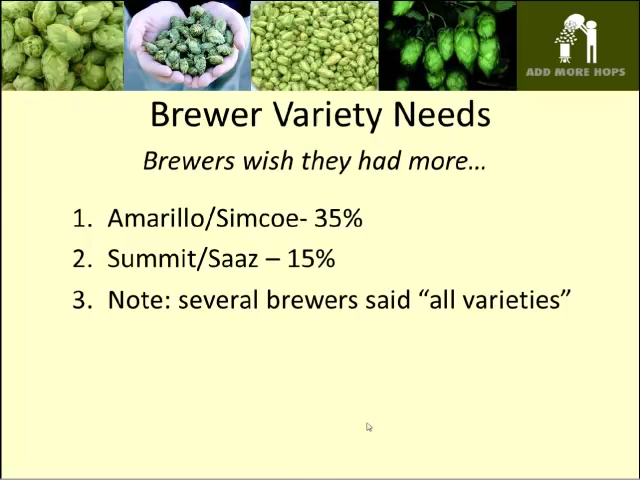 ADD MORE HOPS
Brewer Variety Needs
Brewers wish they had more…
1. Amarillo/Simcoe- 35%
2. Summit/Saaz – 15%
3. Note: several brewers said “all varieties”